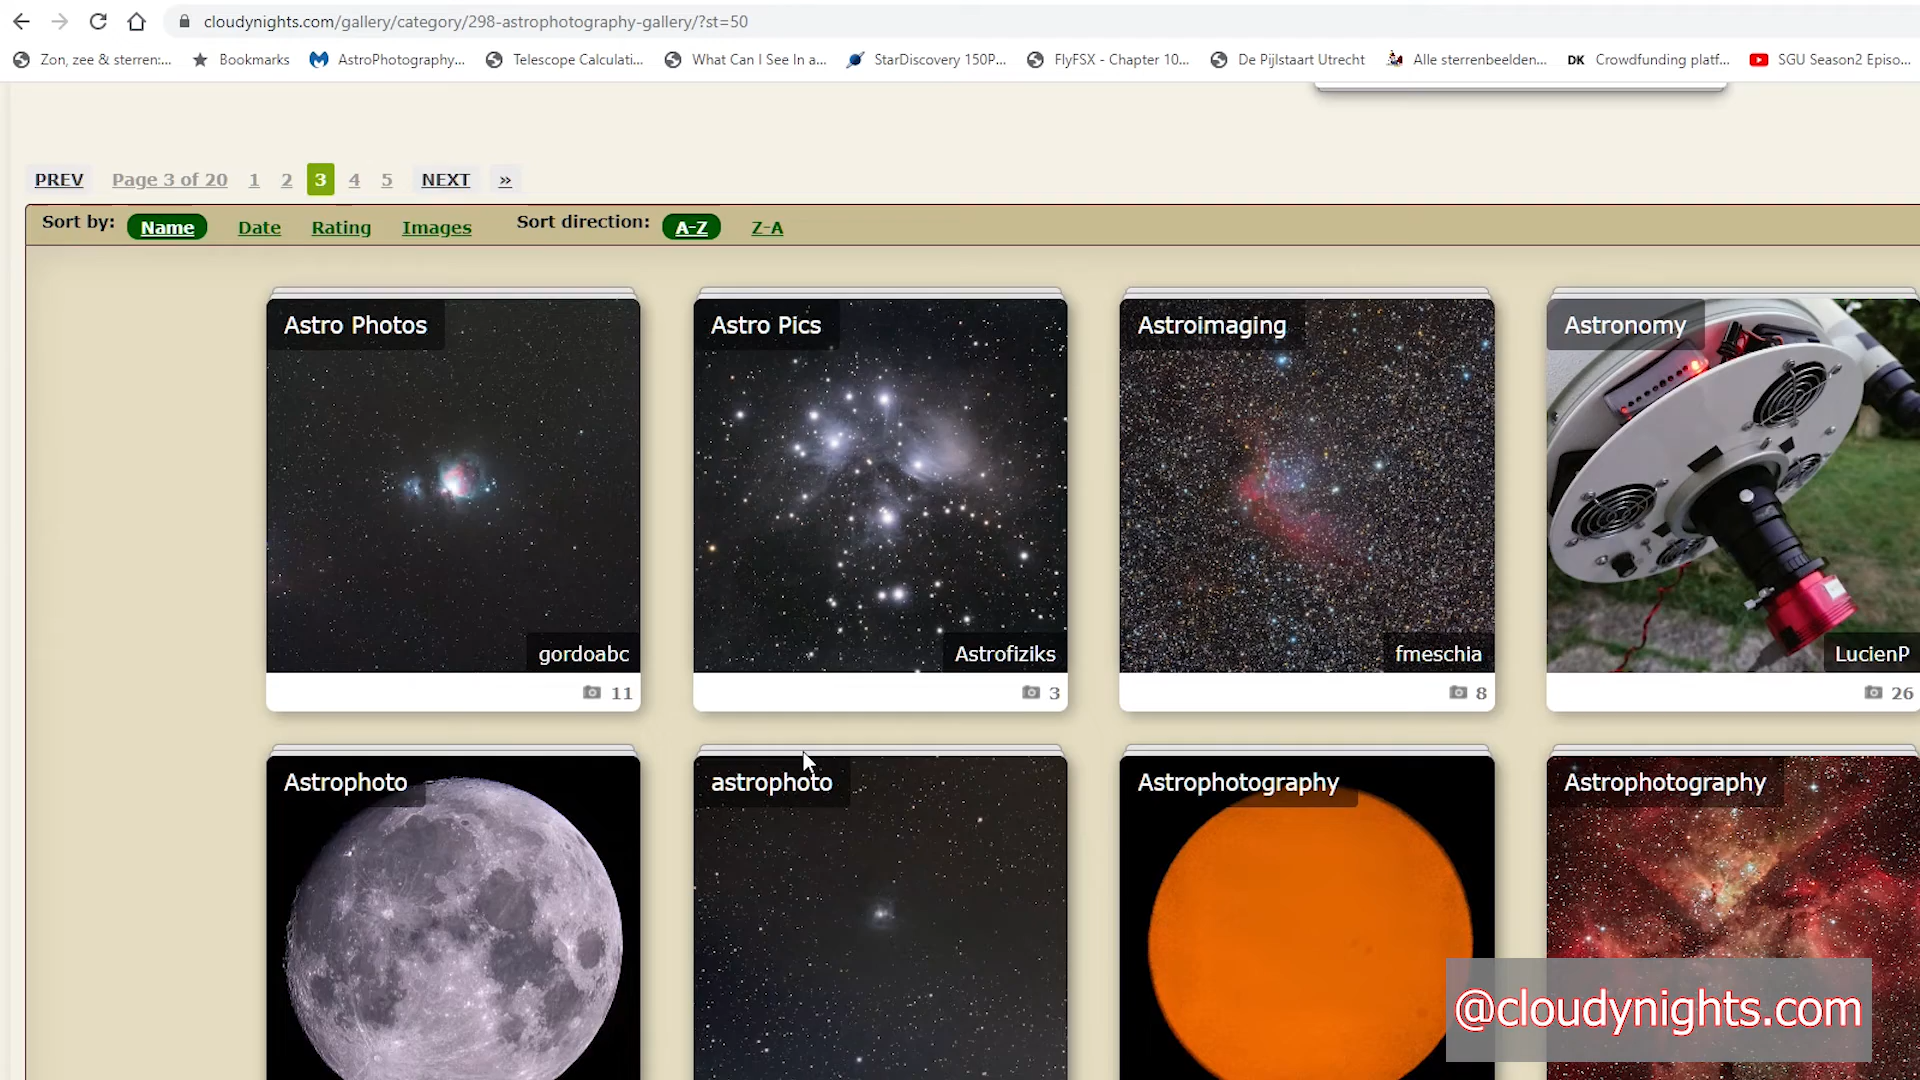 cloudynights.com/gallery/category/298-astrophotography-gallery/?st=50
Zon, zee & sterren:... Bookmarks AstroPhotography... Telescope Calculati... What Can I See In a... StarDiscovery 150P... FlyFSX - Chapter 10... De Pijlstaart Utrecht Alle sterrenbeelden... DK Crowdfunding platf... SGU Season2 Episo...
PREV Page 3 of 20 1 2 3 4 5 NEXT »
Sort by: Name Date Rating Images Sort direction: A-Z Z-A
Astro Photos
gordoabc
11
Astro Pics
Astrofiziks
3
Astroimaging
fmeschia
8
Astronomy
LucienP
26
Astrophoto
astrophoto
Astrophotography
Astrophotography
@cloudynights.com